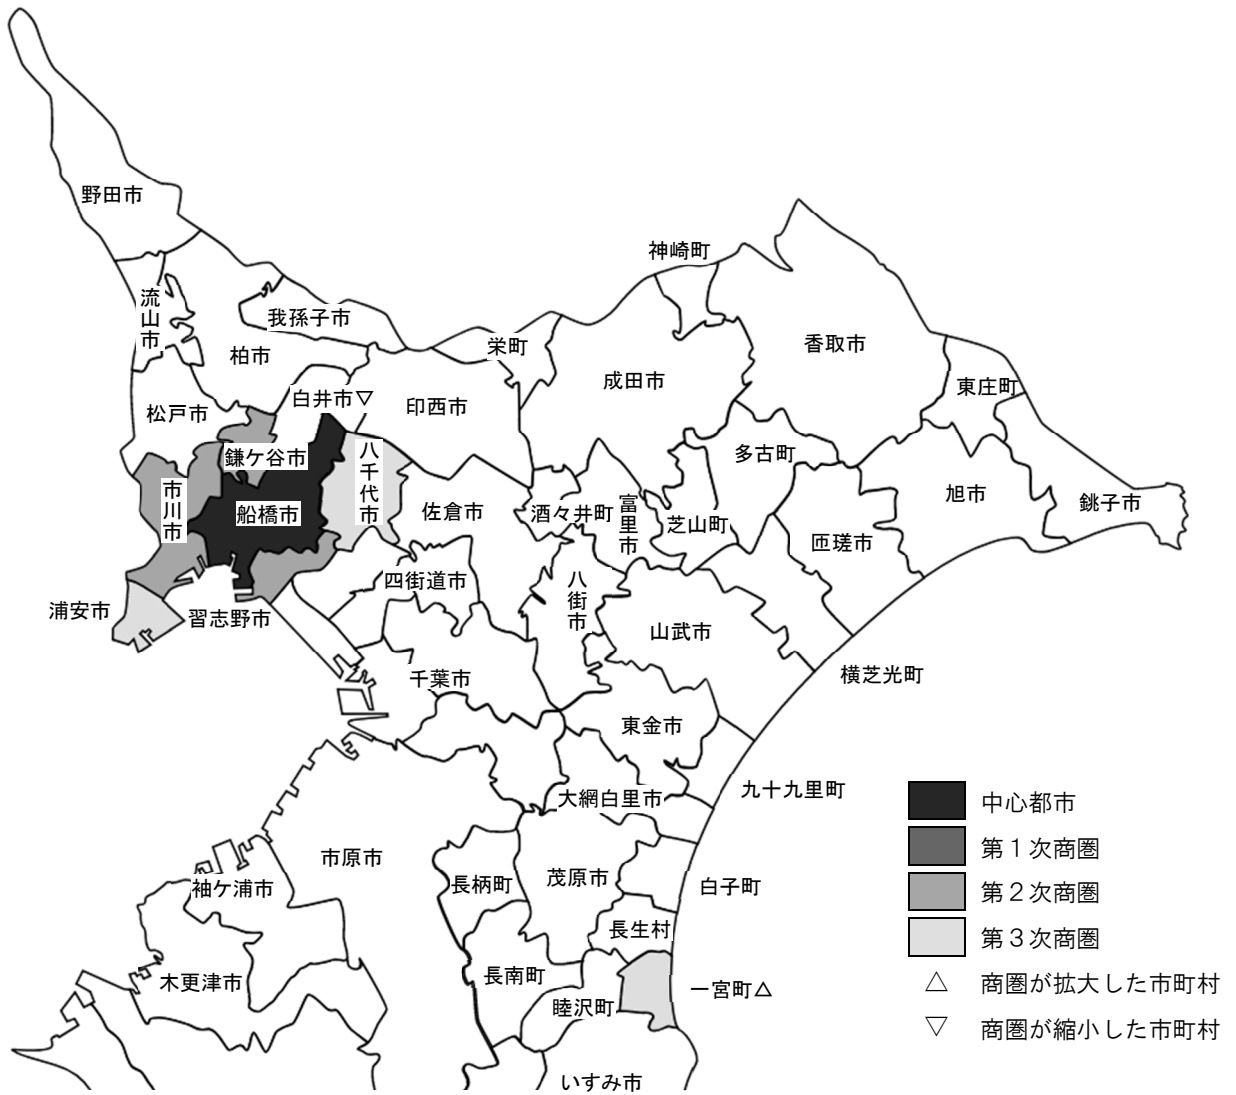 野田市
神崎町
流山市
我孫子市
栄町
香取市
柏市
成田市
東庄町
白井市▽
印西市
松戸市
鎌ケ谷市
八千代市
多古町
市川市
船橋市
佐倉市
酒々井町
富里市
芝山町
旭市
銚子市
匝瑳市
四街道市
八街市
浦安市
習志野市
山武市
横芝光町
千葉市
東金市
九十九里町
大網白里市
中心都市
市原市
第1次商圏
袖ケ浦市
長柄町
茂原市
白子町
第2次商圏
長生村
第3次商圏
木更津市
長南町
一宮町△
△ 商圏が拡大した市町村
睦沢町
▽ 商圏が縮小した市町村
いすみ市